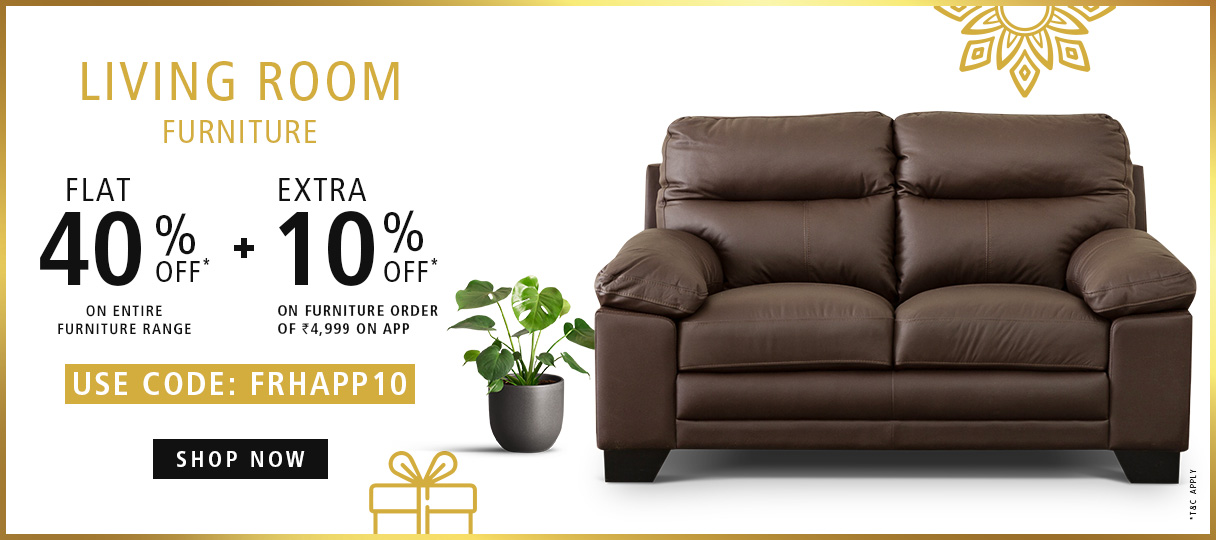 LIVING ROOM
FURNITURE
FLAT
40% OFF*
+
EXTRA
10% OFF*
ON ENTIRE
FURNITURE RANGE
ON FURNITURE ORDER
OF ₹4,999 ON APP
USE CODE: FRHAPP10
SHOP NOW
*T&C APPLY